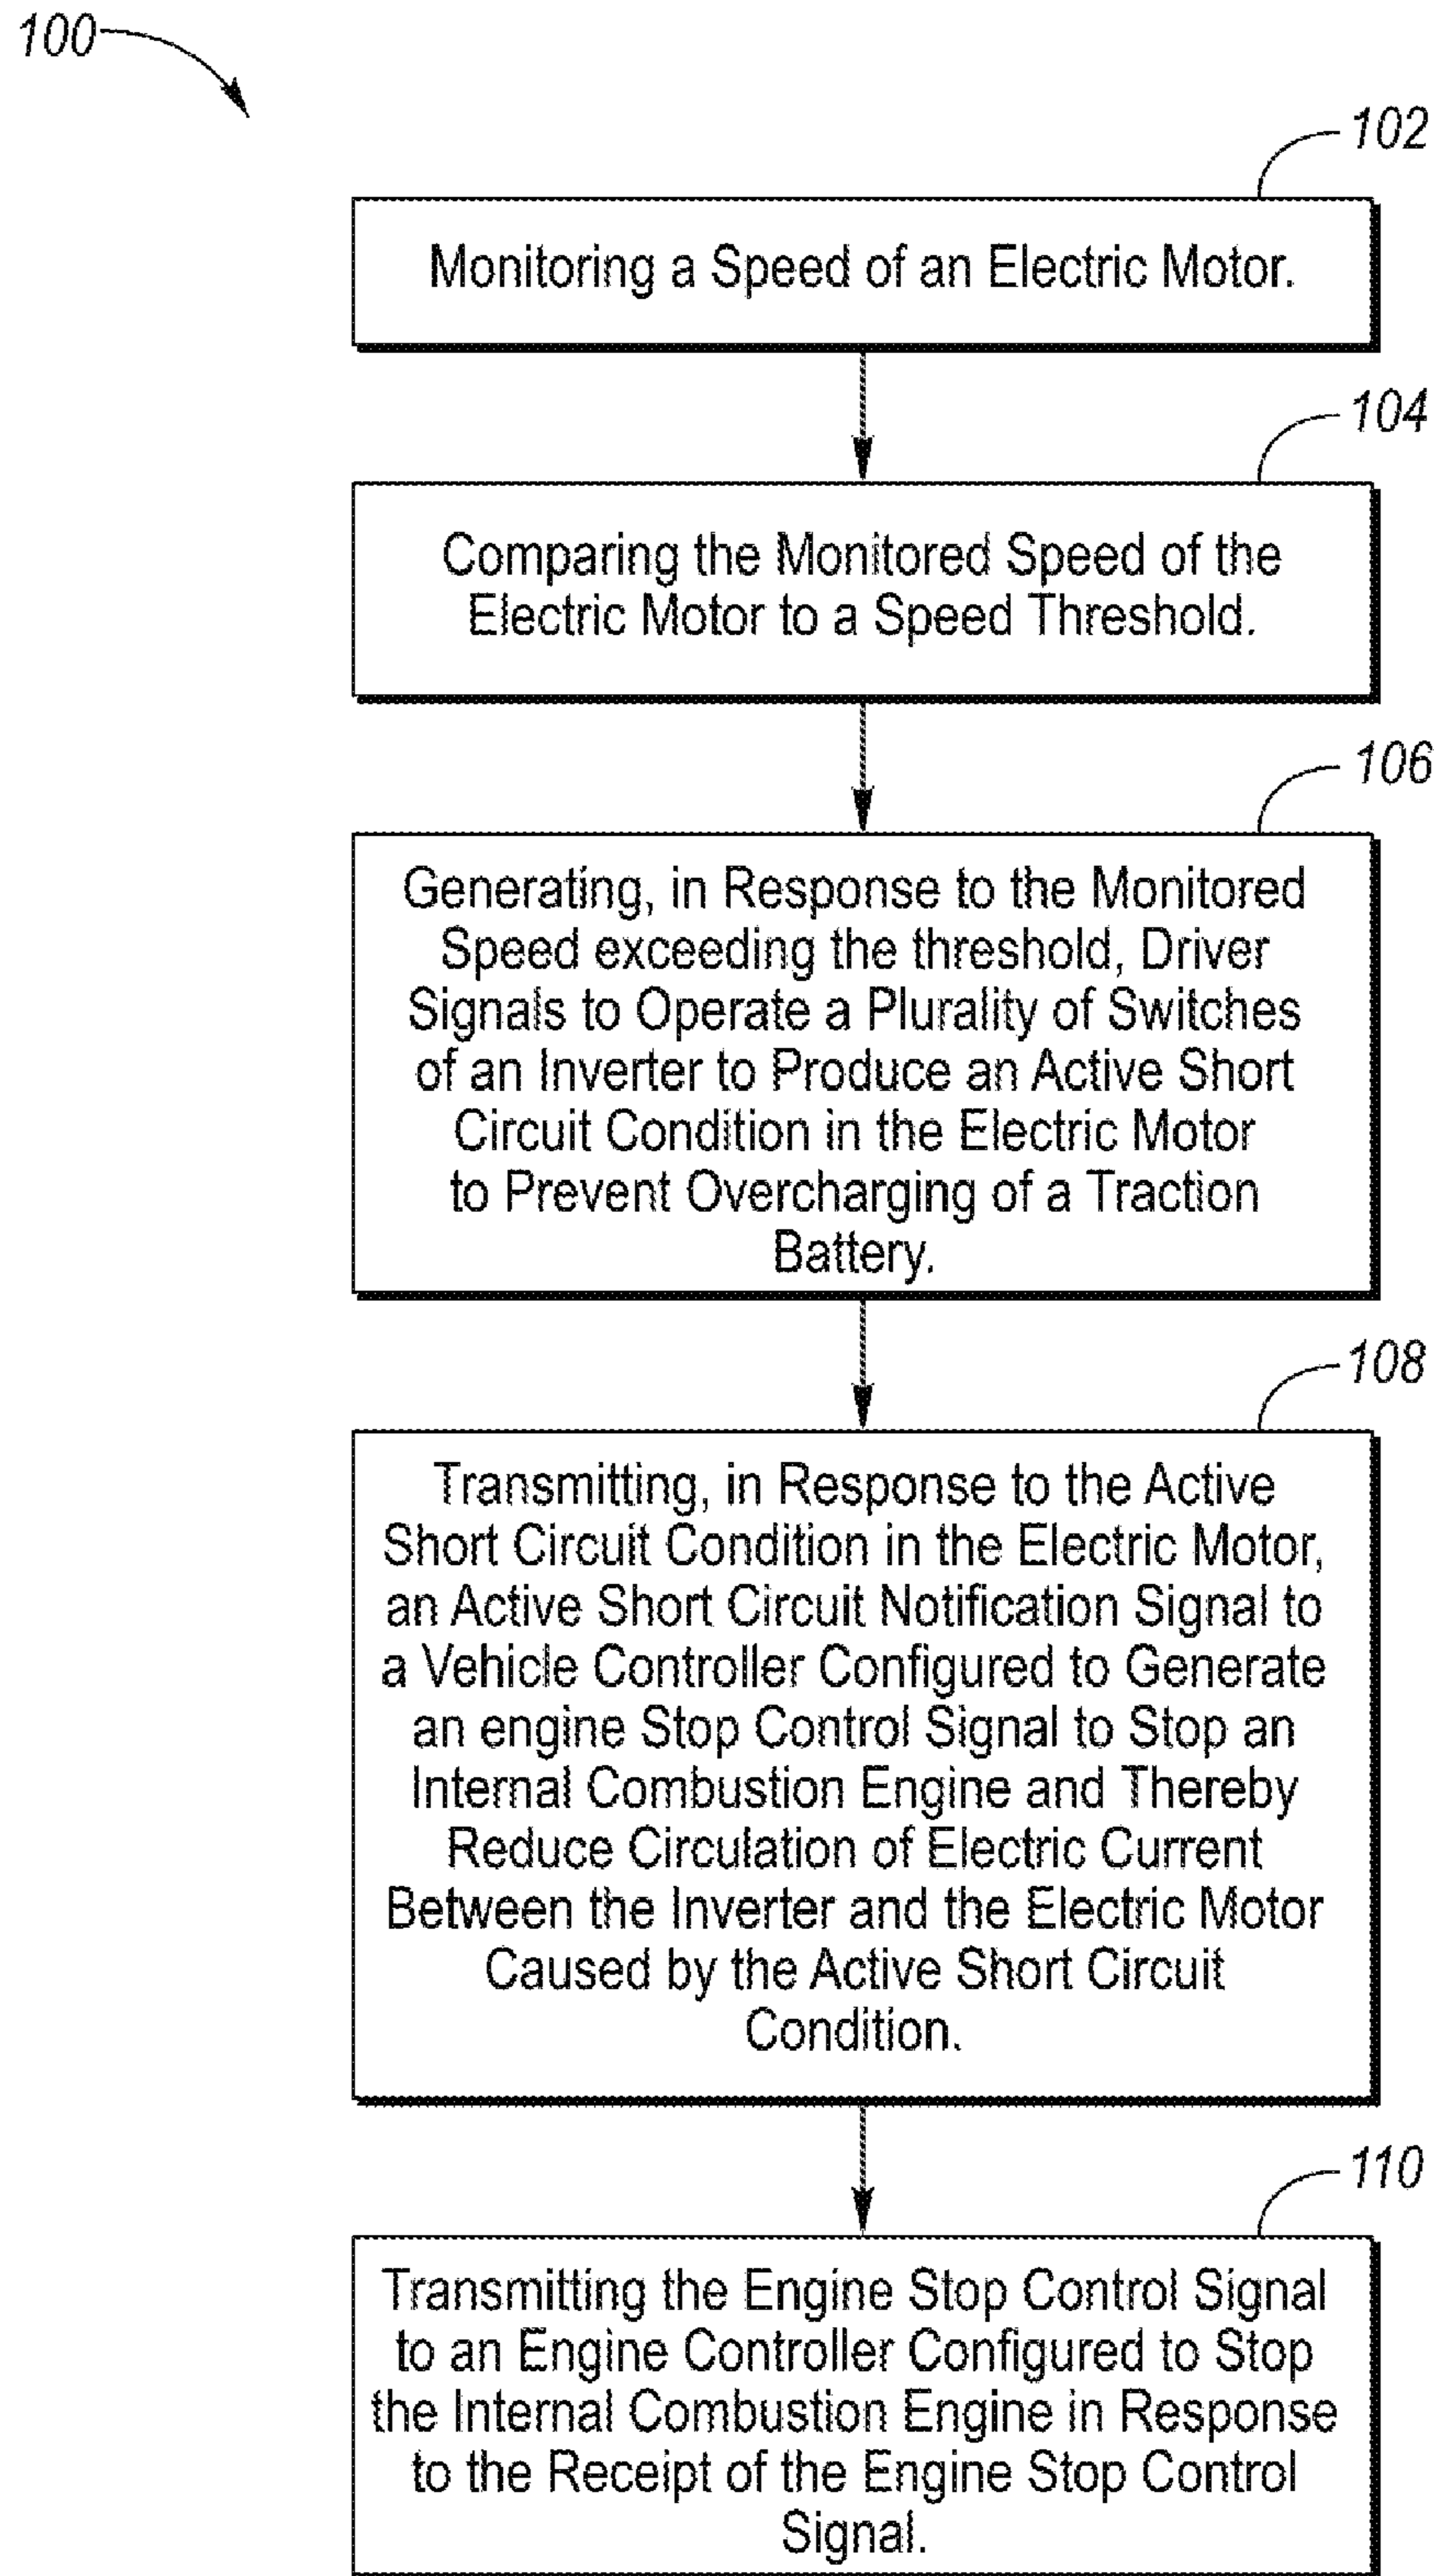 100
102
Monitoring a Speed of an Electric Motor.
104
Comparing the Monitored Speed of the
Electric Motor to a Speed Threshold.
106
Generating, in Response to the Monitored
Speed exceeding the threshold, Driver
Signals to Operate a Plurality of Switches
of an Inverter to Produce an Active Short
Circuit Condition in the Electric Motor
to Prevent Overcharging of a Traction
Battery.
108
Transmitting, in Response to the Active
Short Circuit Condition in the Electric Motor,
an Active Short Circuit Notification Signal to
a Vehicle Controller Configured to Generate
an engine Stop Control Signal to Stop an
Internal Combustion Engine and Thereby
Reduce Circulation of Electric Current
Between the Inverter and the Electric Motor
Caused by the Active Short Circuit
Condition.
110
Transmitting the Engine Stop Control Signal
to an Engine Controller Configured to Stop
the Internal Combustion Engine in Response
to the Receipt of the Engine Stop Control
Signal.